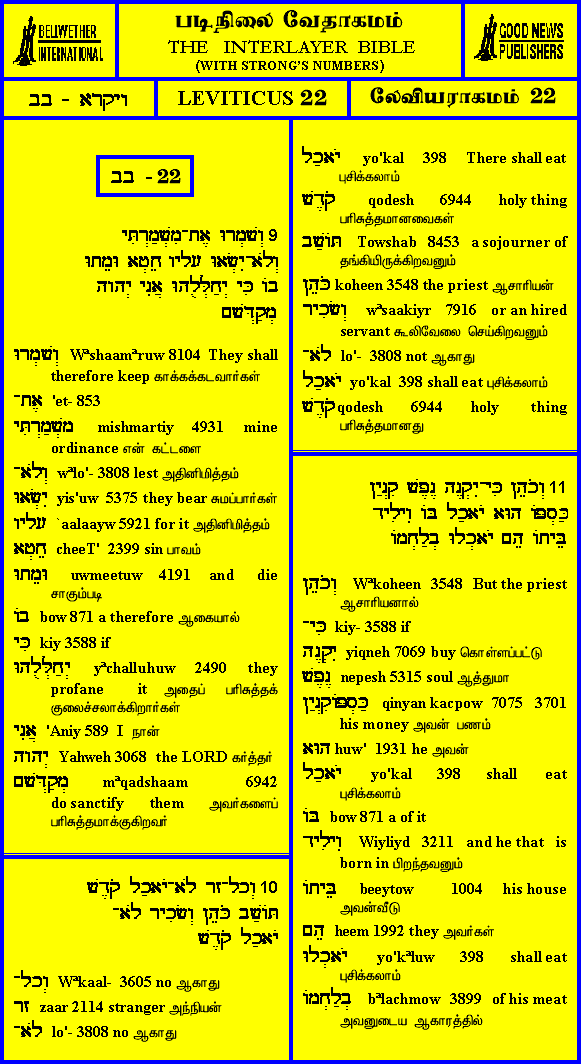 BELLWETHER
INTERNATIONAL
படிநிலை வேதாகமம்
THE INTERLAYER BIBLE
(WITH STRONG'S NUMBERS)
GOOD NEWS
PUBLISHERS
ויקרא - בב
LEVITICUS 22
லேவியராகமம் 22
בב - 22
9 וְשָׁמְרוּ אֶת־מִשְׁמַרְתִּי
וְלֹא־יִשְׂאוּ עָלָיו חֵטְא וּמֵתוּ
בוֹ כִּי יְחַלְּלֻהוּ אֲנִי יְהוָה
מְקַדְּשָׁם
וְשָׁמְרוּ Wªshaamªruw 8104 They shall
therefore keep காக்கக்கடவார்கள்
אֶת־ 'et- 853
מִשְׁמַרְתִּי mishmartiy 4931 mine
ordinance என் கட்டளை
וְלֹא־ wªlo'- 3808 lest அதினிமித்தம்
יִשְׂאוּ yis'uw 5375 they bear சுமப்பார்கள்
עָלָיו `aalaayw 5921 for it அதினிமித்தம்
חֵטְא cheeT' 2399 sin பாவம்
וּמֵתוּ uwmeetuw 4191 and die
சாகும்படி
בוֹ bow 871 a therefore ஆகையால்
כִּי kiy 3588 if
יְחַלְּלֻהוּ yªchalluhuw 2490 they
profane it அதைப் பரிசுத்தக்
குலைச்சலாக்கிறார்கள்
אֲנִי 'Aniy 589 I நான்
יְהוָה Yahweh 3068 the LORD கர்த்தர்
מְקַדְּשָׁם mªqadshaam 6942
do sanctify them அவர்களைப்
பரிசுத்தமாக்குகிறவர்
10 וְכָל־זָר לֹא־יֹאכַל קֹדֶשׁ
תּוֹשַׁב כֹּהֵן וְשָׂכִיר לֹא־
יֹאכַל קֹדֶשׁ
וְכָל־ Wªkaal- 3605 no ஆகாது
זָר zaar 2114 stranger அந்நியன்
לֹא־ lo'- 3808 no ஆகாது
יֹאכַל yo'kal 398 There shall eat
புசிக்கலாம்
קֹדֶשׁ qodesh 6944 holy thing
பரிசுத்தமானவைகள்
תּוֹשַׁב Towshab 8453 a sojourner of
தங்கியிருக்கிறவனும்
כֹּהֵן koheen 3548 the priest ஆசாரியன்
וְשָׂכִיר wªsaakiyr 7916 or an hired
servant கூலிவேலை செய்கிறவனும்
לֹא־ lo'- 3808 not ஆகாது
יֹאכַל yo'kal 398 shall eat புசிக்கலாம்
קֹדֶשׁ qodesh 6944 holy thing
பரிசுத்தமானது
11 וְכֹהֵן כִּי־יִקְנֶה נֶפֶשׁ קִנְיַן
כַּסְפּוֹ הוּא יֹאכַל בּוֹ וִילִיד
בֵּיתוֹ הֵם יֹאכְלוּ בְלַחְמוֹ
וְכֹהֵן Wªkoheen 3548 But the priest
ஆசாரியனால்
כִּי־ kiy- 3588 if
יִקְנֶה yiqneh 7069 buy கொள்ளப்பட்டு
נֶפֶשׁ nepesh 5315 soul ஆத்துமா
כַּסְפּוֹקִנְיַן qinyan kacpow 7075 3701
his money அவன் பணம்
הוּא huw' 1931 he அவன்
יֹאכַל yo'kal 398 shall eat
புசிக்கலாம்
בּוֹ bow 871 a of it
וִילִיד Wiyliyd 3211 and he that is
born in பிறந்தவனும்
בֵּיתוֹ beeytow 1004 his house
அவன்வீடு
הֵם heem 1992 they அவர்கள்
יֹאכְלוּ yo'kªluw 398 shall eat
புசிக்கலாம்
בְלַחְמוֹ bªlachmow 3899 of his meat
அவனுடைய ஆகாரத்தில்